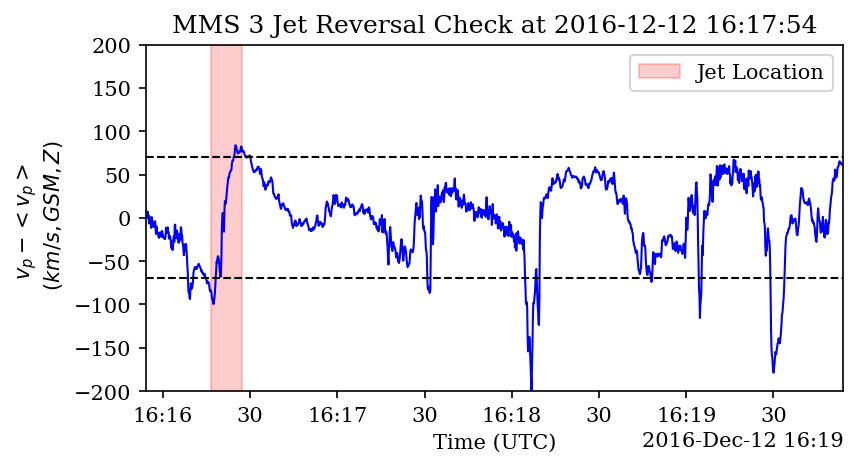 MMS 3 Jet Reversal Check at 2016-12-12 16:17:54
Jet Location
v_p − < v_p >
(km/s, GSM, Z)
200
150
100
50
0
−50
−100
−150
−200
16:16 30 16:17 30 16:18 30 16:19 30
Time (UTC)
2016-Dec-12 16:19